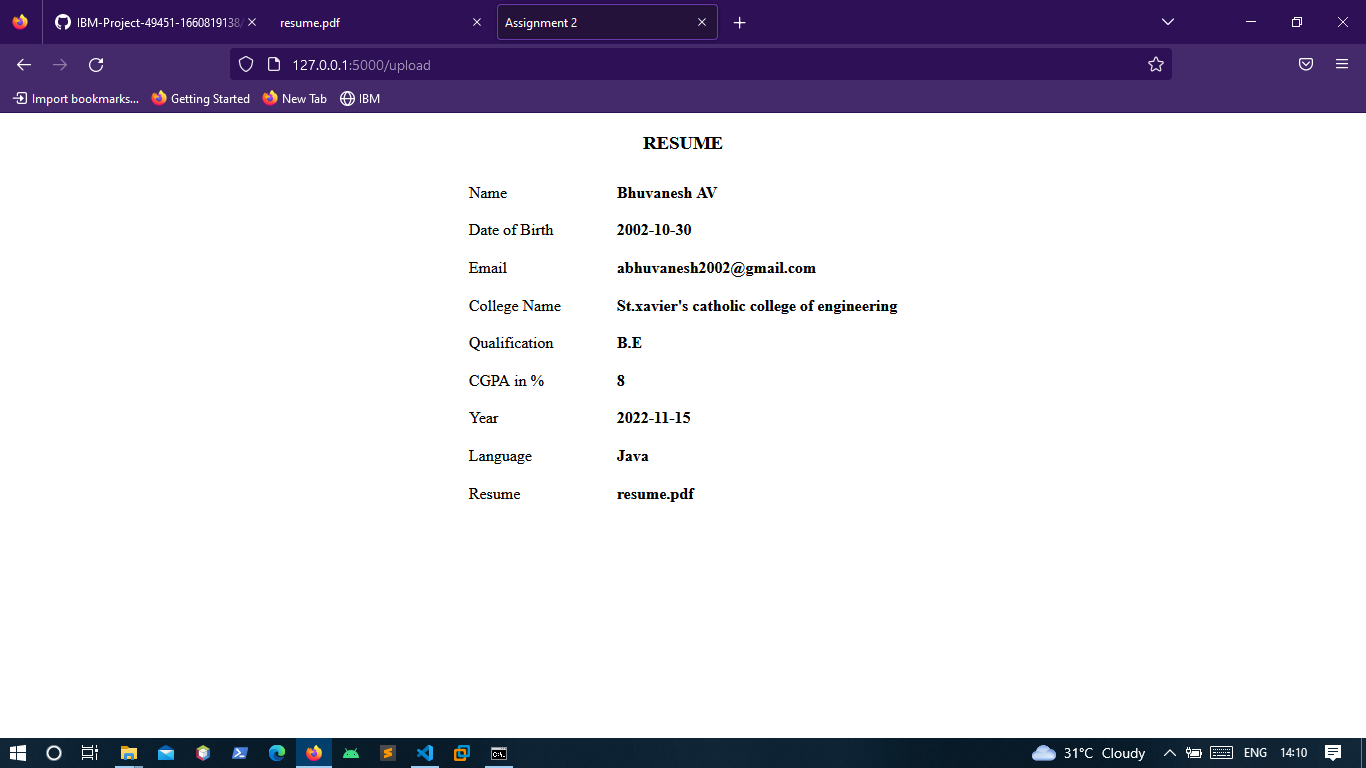 IBM-Project-49451-1660819138/
resume.pdf
Assignment 2
127.0.0.1:5000/upload
Import bookmarks... Getting Started New Tab IBM
RESUME
Name Bhuvanesh AV
Date of Birth 2002-10-30
Email abhuvanesh2002@gmail.com
College Name St.xavier's catholic college of engineering
Qualification B.E
CGPA in % 8
Year 2022-11-15
Language Java
Resume resume.pdf
31°C Cloudy ENG 14:10